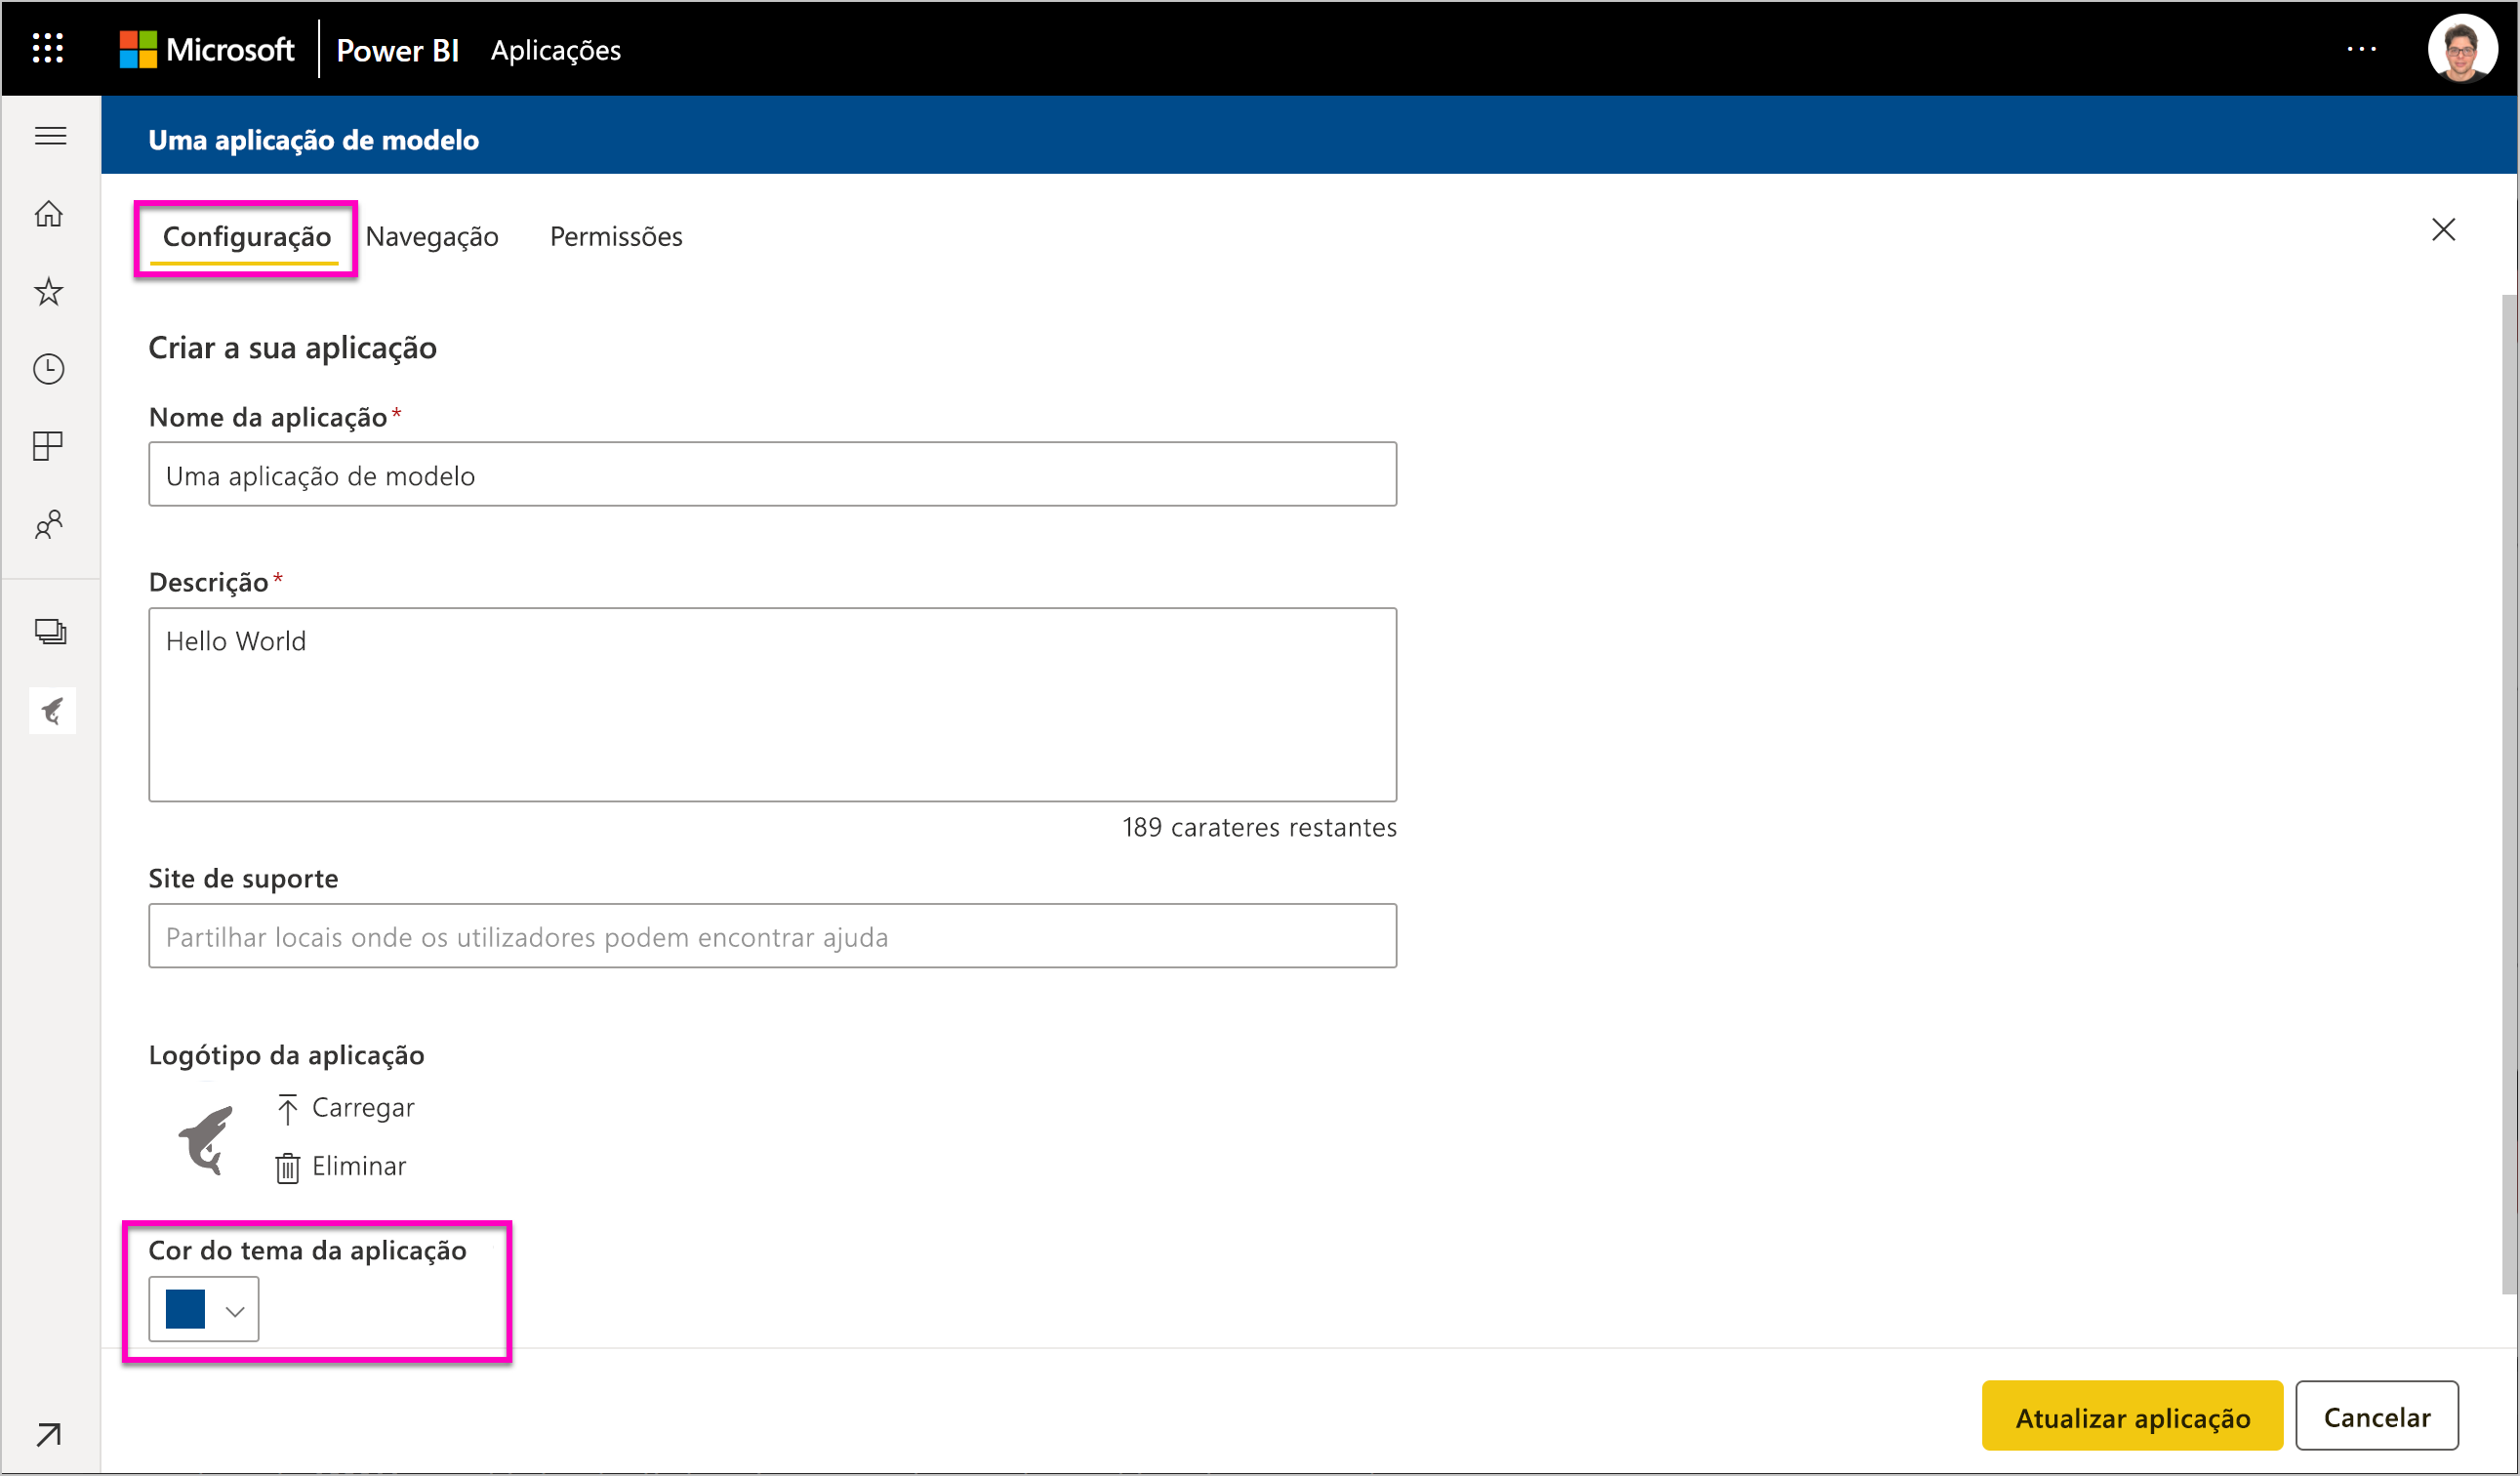 Microsoft Power BI Aplicações
Uma aplicação de modelo
Configuração Navegação Permissões
Criar a sua aplicação
Nome da aplicação*
Uma aplicação de modelo
Descrição*
Hello World
189 carateres restantes
Site de suporte
Partilhar locais onde os utilizadores podem encontrar ajuda
Logótipo da aplicação
Carregar
Eliminar
Cor do tema da aplicação
Atualizar aplicação Cancelar